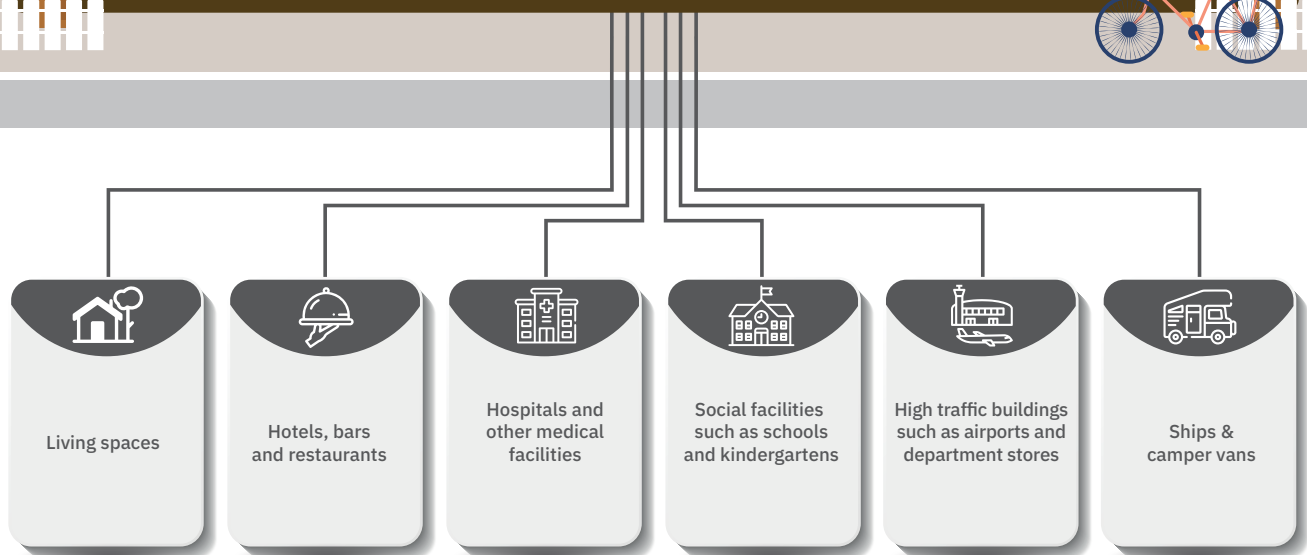 Living spaces
Hotels, bars
and restaurants
Hospitals and
other medical
facilities
Social facilities
such as schools
and kindergartens
High traffic buildings
such as airports and
department stores
Ships &
camper vans